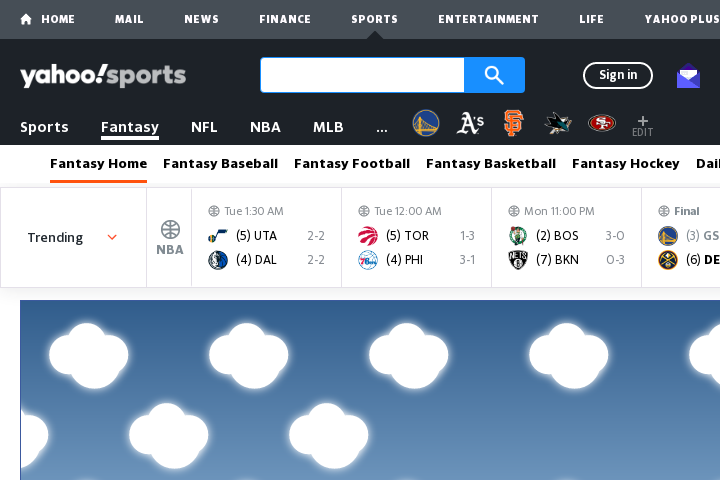 HOME MAIL NEWS FINANCE SPORTS ENTERTAINMENT LIFE YAHOO PLUS
yahoo!sports Sign in
Sports Fantasy NFL NBA MLB ... A's SF EDIT
Fantasy Home Fantasy Baseball Fantasy Football Fantasy Basketball Fantasy Hockey Dai
Trending
NBA
Tue 1:30 AM
(5) UTA 2-2
(4) DAL 2-2
Tue 12:00 AM
(5) TOR 1-3
(4) PHI 3-1
Mon 11:00 PM
(2) BOS 3-0
(7) BKN 0-3
Final
(3) GS
(6) DE